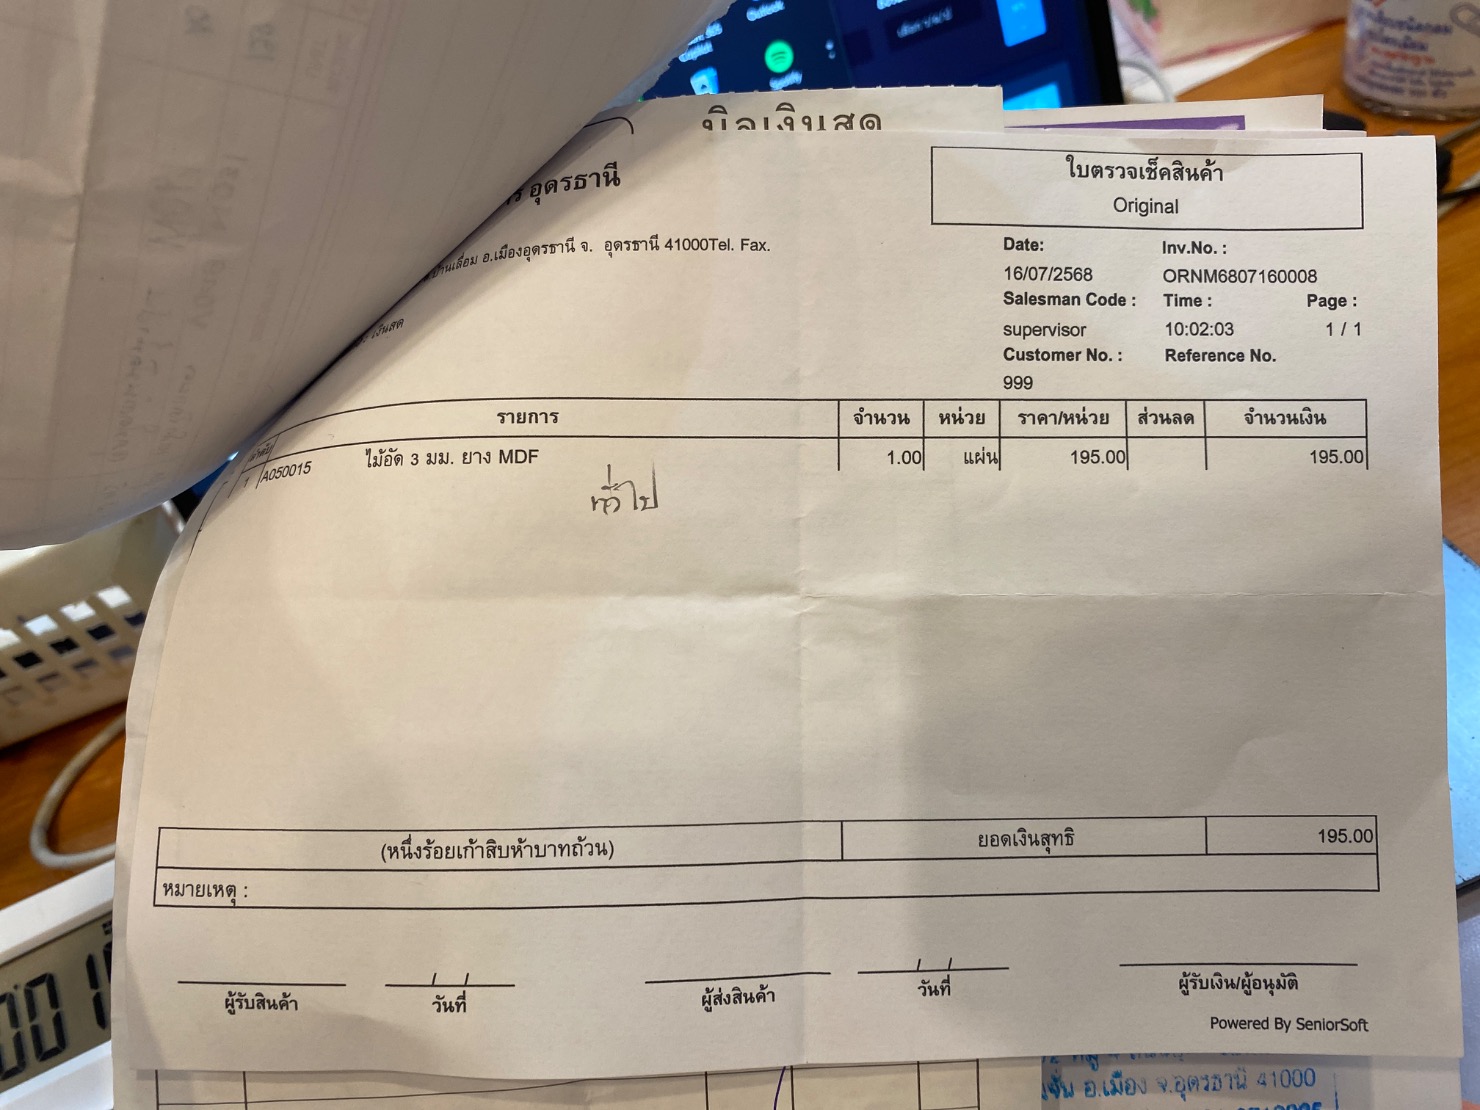 Outlook
Spotify
บิลเงินสด
อุดรธานี
ใบตรวจเช็คสินค้า
Original
บ้านเลื่อม อ.เมืองอุดรธานี จ. อุดรธานี 41000Tel. Fax.
Date: Inv.No. :
16/07/2568 ORNM6807160008
Salesman Code : Time : Page :
supervisor 10:02:03 1 / 1
Customer No. : Reference No.
999
เงินสด
ลำดับ รายการ จำนวน หน่วย ราคา/หน่วย ส่วนลด จำนวนเงิน
1 A050015 ไม้อัด 3 มม. ยาง MDF 1.00 แผ่น 195.00 195.00
ทั่วไป
(หนึ่งร้อยเก้าสิบห้าบาทถ้วน) ยอดเงินสุทธิ 195.00
หมายเหตุ :
/ / / /
ผู้รับสินค้า วันที่ ผู้ส่งสินค้า วันที่ ผู้รับเงิน/ผู้อนุมัติ
Powered By SeniorSoft
อ.เมือง จ.อุดรธานี 41000